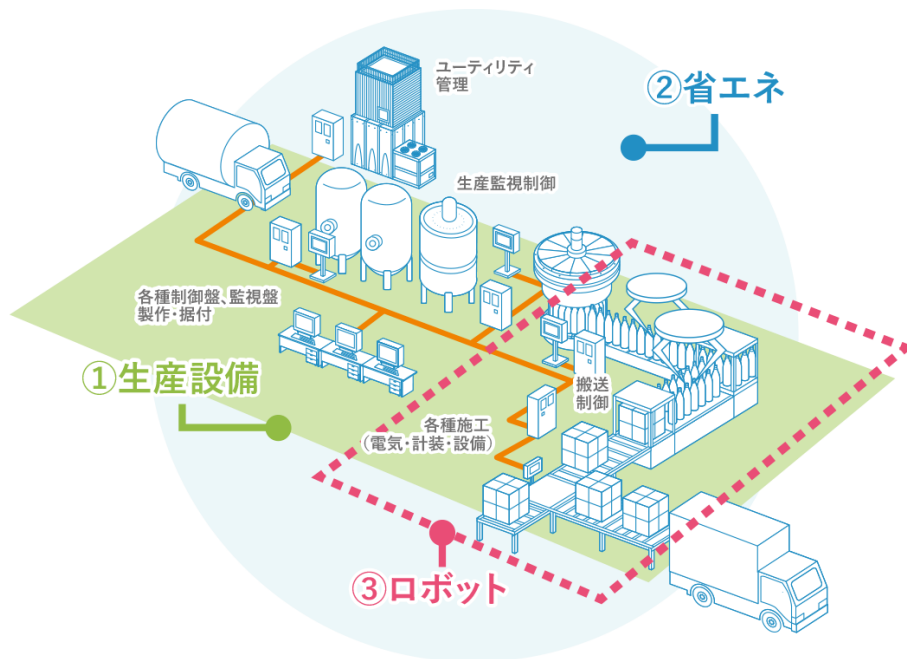 ユーティリティ
管理
②省エネ
生産監視制御
各種制御盤、監視盤
製作・据付
①生産設備
搬送
制御
各種施工
（電気・計装・設備）
③ロボット